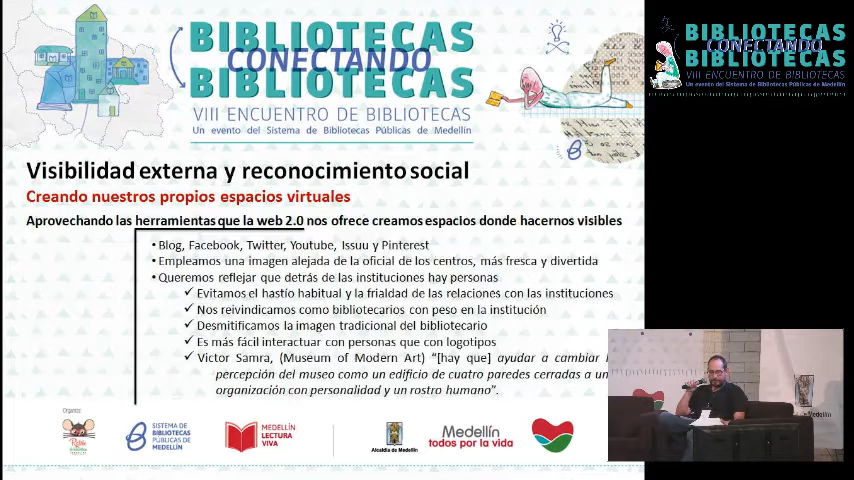 BIBLIOTECAS
CONECTANDO
BIBLIOTECAS
VIII ENCUENTRO DE BIBLIOTECAS
Un evento del Sistema de Bibliotecas Públicas de Medellín
BIBLIOTECAS
CONECTANDO
BIBLIOTECAS
VIII ENCUENTRO DE BIBLIOTECAS
Un evento del Sistema de Bibliotecas Públicas de Medellín
Visibilidad externa y reconocimiento social
Creando nuestros propios espacios virtuales
Aprovechando las herramientas que la web 2.0 nos ofrece creamos espacios donde hacernos visibles
• Blog, Facebook, Twitter, Youtube, Issuu y Pinterest
• Empleamos una imagen alejada de la oficial de los centros, más fresca y divertida
• Queremos reflejar que detrás de las instituciones hay personas
✓ Evitamos el hastío habitual y la frialdad de las relaciones con las instituciones
✓ Nos reivindicamos como bibliotecarios con peso en la institución
✓ Desmitificamos la imagen tradicional del bibliotecario
✓ Es más fácil interactuar con personas que con logotipos
✓ Victor Samra, (Museum of Modern Art) “[hay que] ayudar a cambiar l
percepción del museo como un edificio de cuatro paredes cerradas a un
organización con personalidad y un rostro humano”.
Organiza:
SISTEMA DE
BIBLIOTECAS
PÚBLICAS DE
MEDELLÍN
MEDELLÍN
LECTURA
VIVA
Alcaldía de Medellín
Medellín
todos por la vida
Medellín